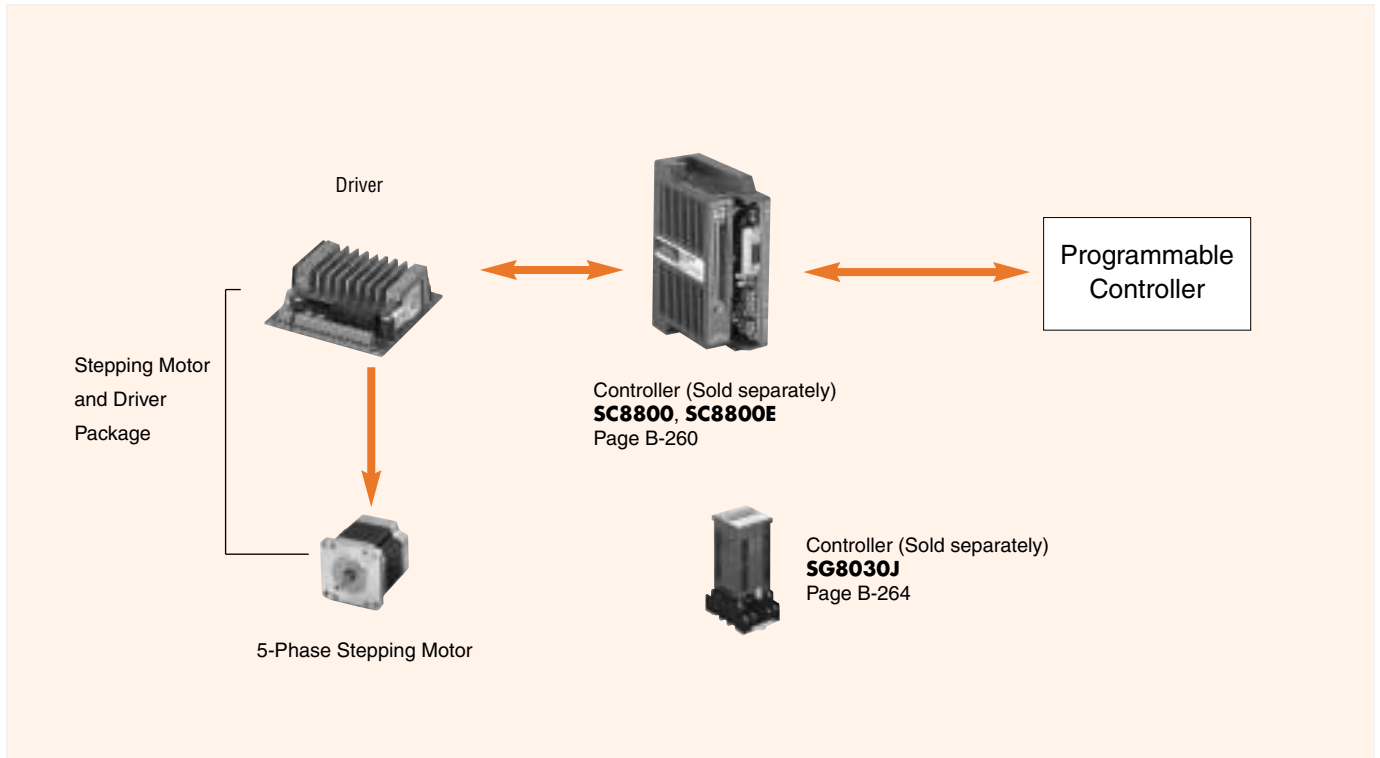 Driver
Programmable
Controller
Stepping Motor
and Driver
Package
Controller (Sold separately)
SC8800, SC8800E
Page B-260
Controller (Sold separately)
SG8030J
Page B-264
5-Phase Stepping Motor